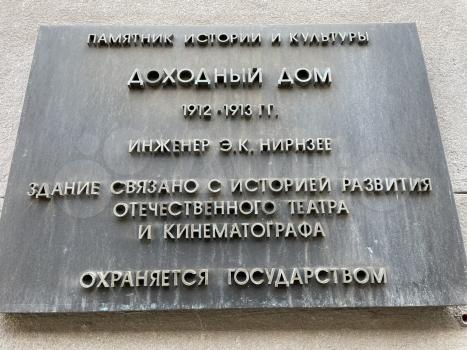 ПАМЯТНИК ИСТОРИИ И КУЛЬТУРЫ
ДОХОДНЫЙ ДОМ
1912-1913 ГГ.
ИНЖЕНЕР Э.К. НИРНЗЕЕ
ЗДАНИЕ СВЯЗАНО С ИСТОРИЕЙ РАЗВИТИЯ
ОТЕЧЕСТВЕННОГО ТЕАТРА
И КИНЕМАТОГРАФА
ОХРАНЯЕТСЯ ГОСУДАРСТВОМ